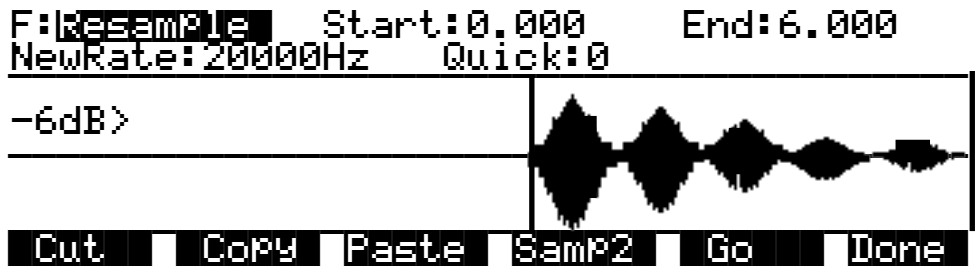 F:Resample Start:0.000 End:6.000
NewRate:20000Hz Quick:0
-6dB>
Cut Copy Paste Samp2 Go Done